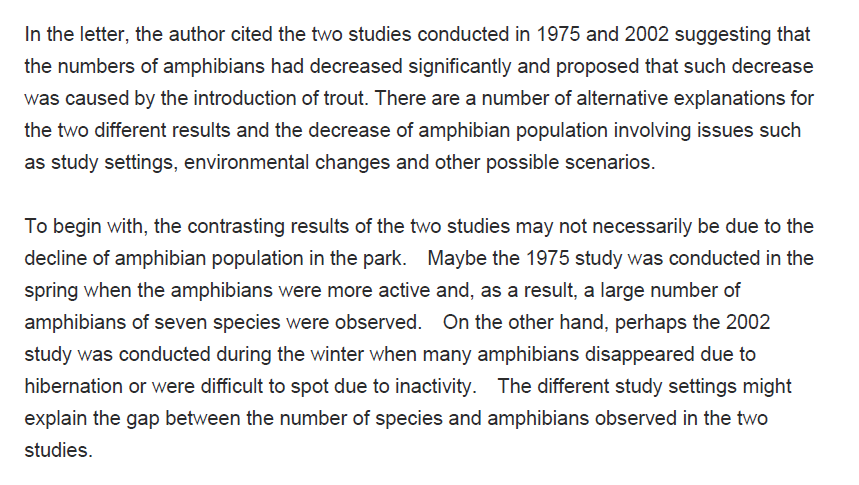 In the letter, the author cited the two studies conducted in 1975 and 2002 suggesting that
the numbers of amphibians had decreased significantly and proposed that such decrease
was caused by the introduction of trout. There are a number of alternative explanations for
the two different results and the decrease of amphibian population involving issues such
as study settings, environmental changes and other possible scenarios.
To begin with, the contrasting results of the two studies may not necessarily be due to the
decline of amphibian population in the park. Maybe the 1975 study was conducted in the
spring when the amphibians were more active and, as a result, a large number of
amphibians of seven species were observed. On the other hand, perhaps the 2002
study was conducted during the winter when many amphibians disappeared due to
hibernation or were difficult to spot due to inactivity. The different study settings might
explain the gap between the number of species and amphibians observed in the two
studies.